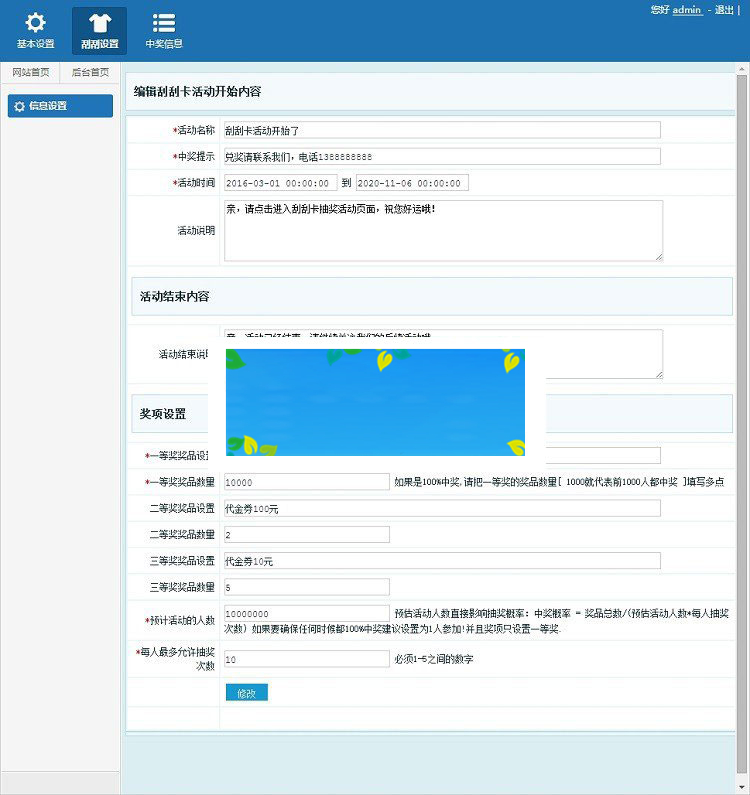 您好 admin - 退出 |
基本设置 刮刮设置 中奖信息
网站首页 后台首页
信息设置
编辑刮刮卡活动开始内容
*活动名称 刮刮卡活动开始了
*中奖提示 兑奖请联系我们，电话1388888888
*活动时间 2016-03-01 00:00:00 到 2020-11-06 00:00:00
活动说明 亲，请点击进入刮刮卡抽奖活动页面，祝您好运哦！
活动结束内容
活动结束说
奖项设置
*一等奖奖品设
*一等奖奖品数量 10000 如果是100%中奖,请把一等奖的奖品数量[ 1000就代表前1000人都中奖 ]填写多点
二等奖奖品设置 代金券100元
二等奖奖品数量 2
三等奖奖品设置 代金券10元
三等奖奖品数量 5
*预计活动的人数 10000000 预估活动人数直接影响抽奖概率：中奖概率 = 奖品总数/(预估活动人数*每人抽奖
次数) 如果要确保任何时候都100%中奖建议设置为1人参加!并且奖项只设置一等奖.
*每人最多允许抽奖
次数 10 必须1-5之间的数字
修改